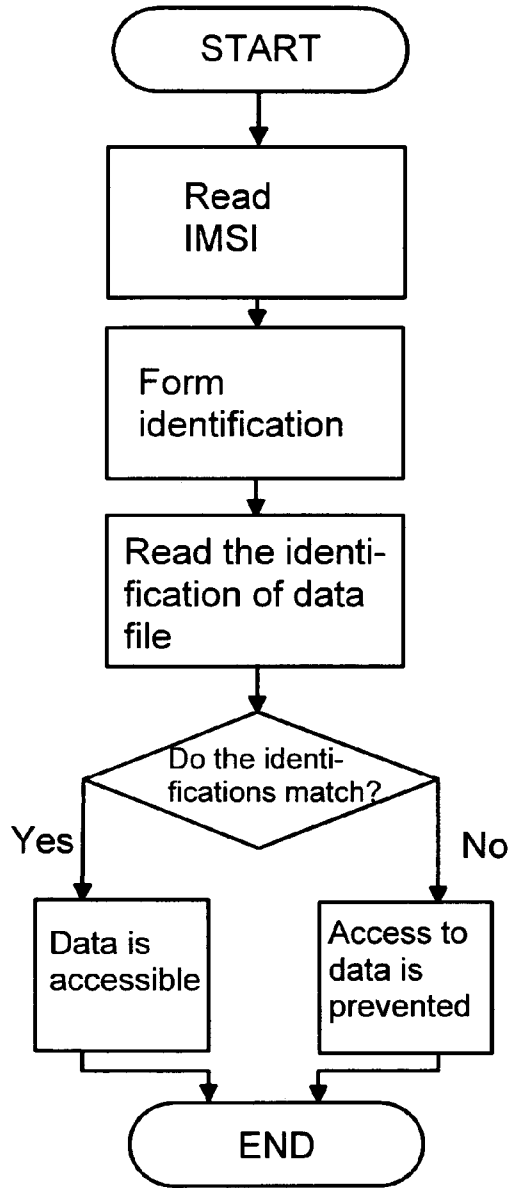 START
Read
IMSI
Form
identification
Read the identi-
fication of data
file
Do the identi-
fications match?
Yes
No
Data is
accessible
Access to
data is
prevented
END